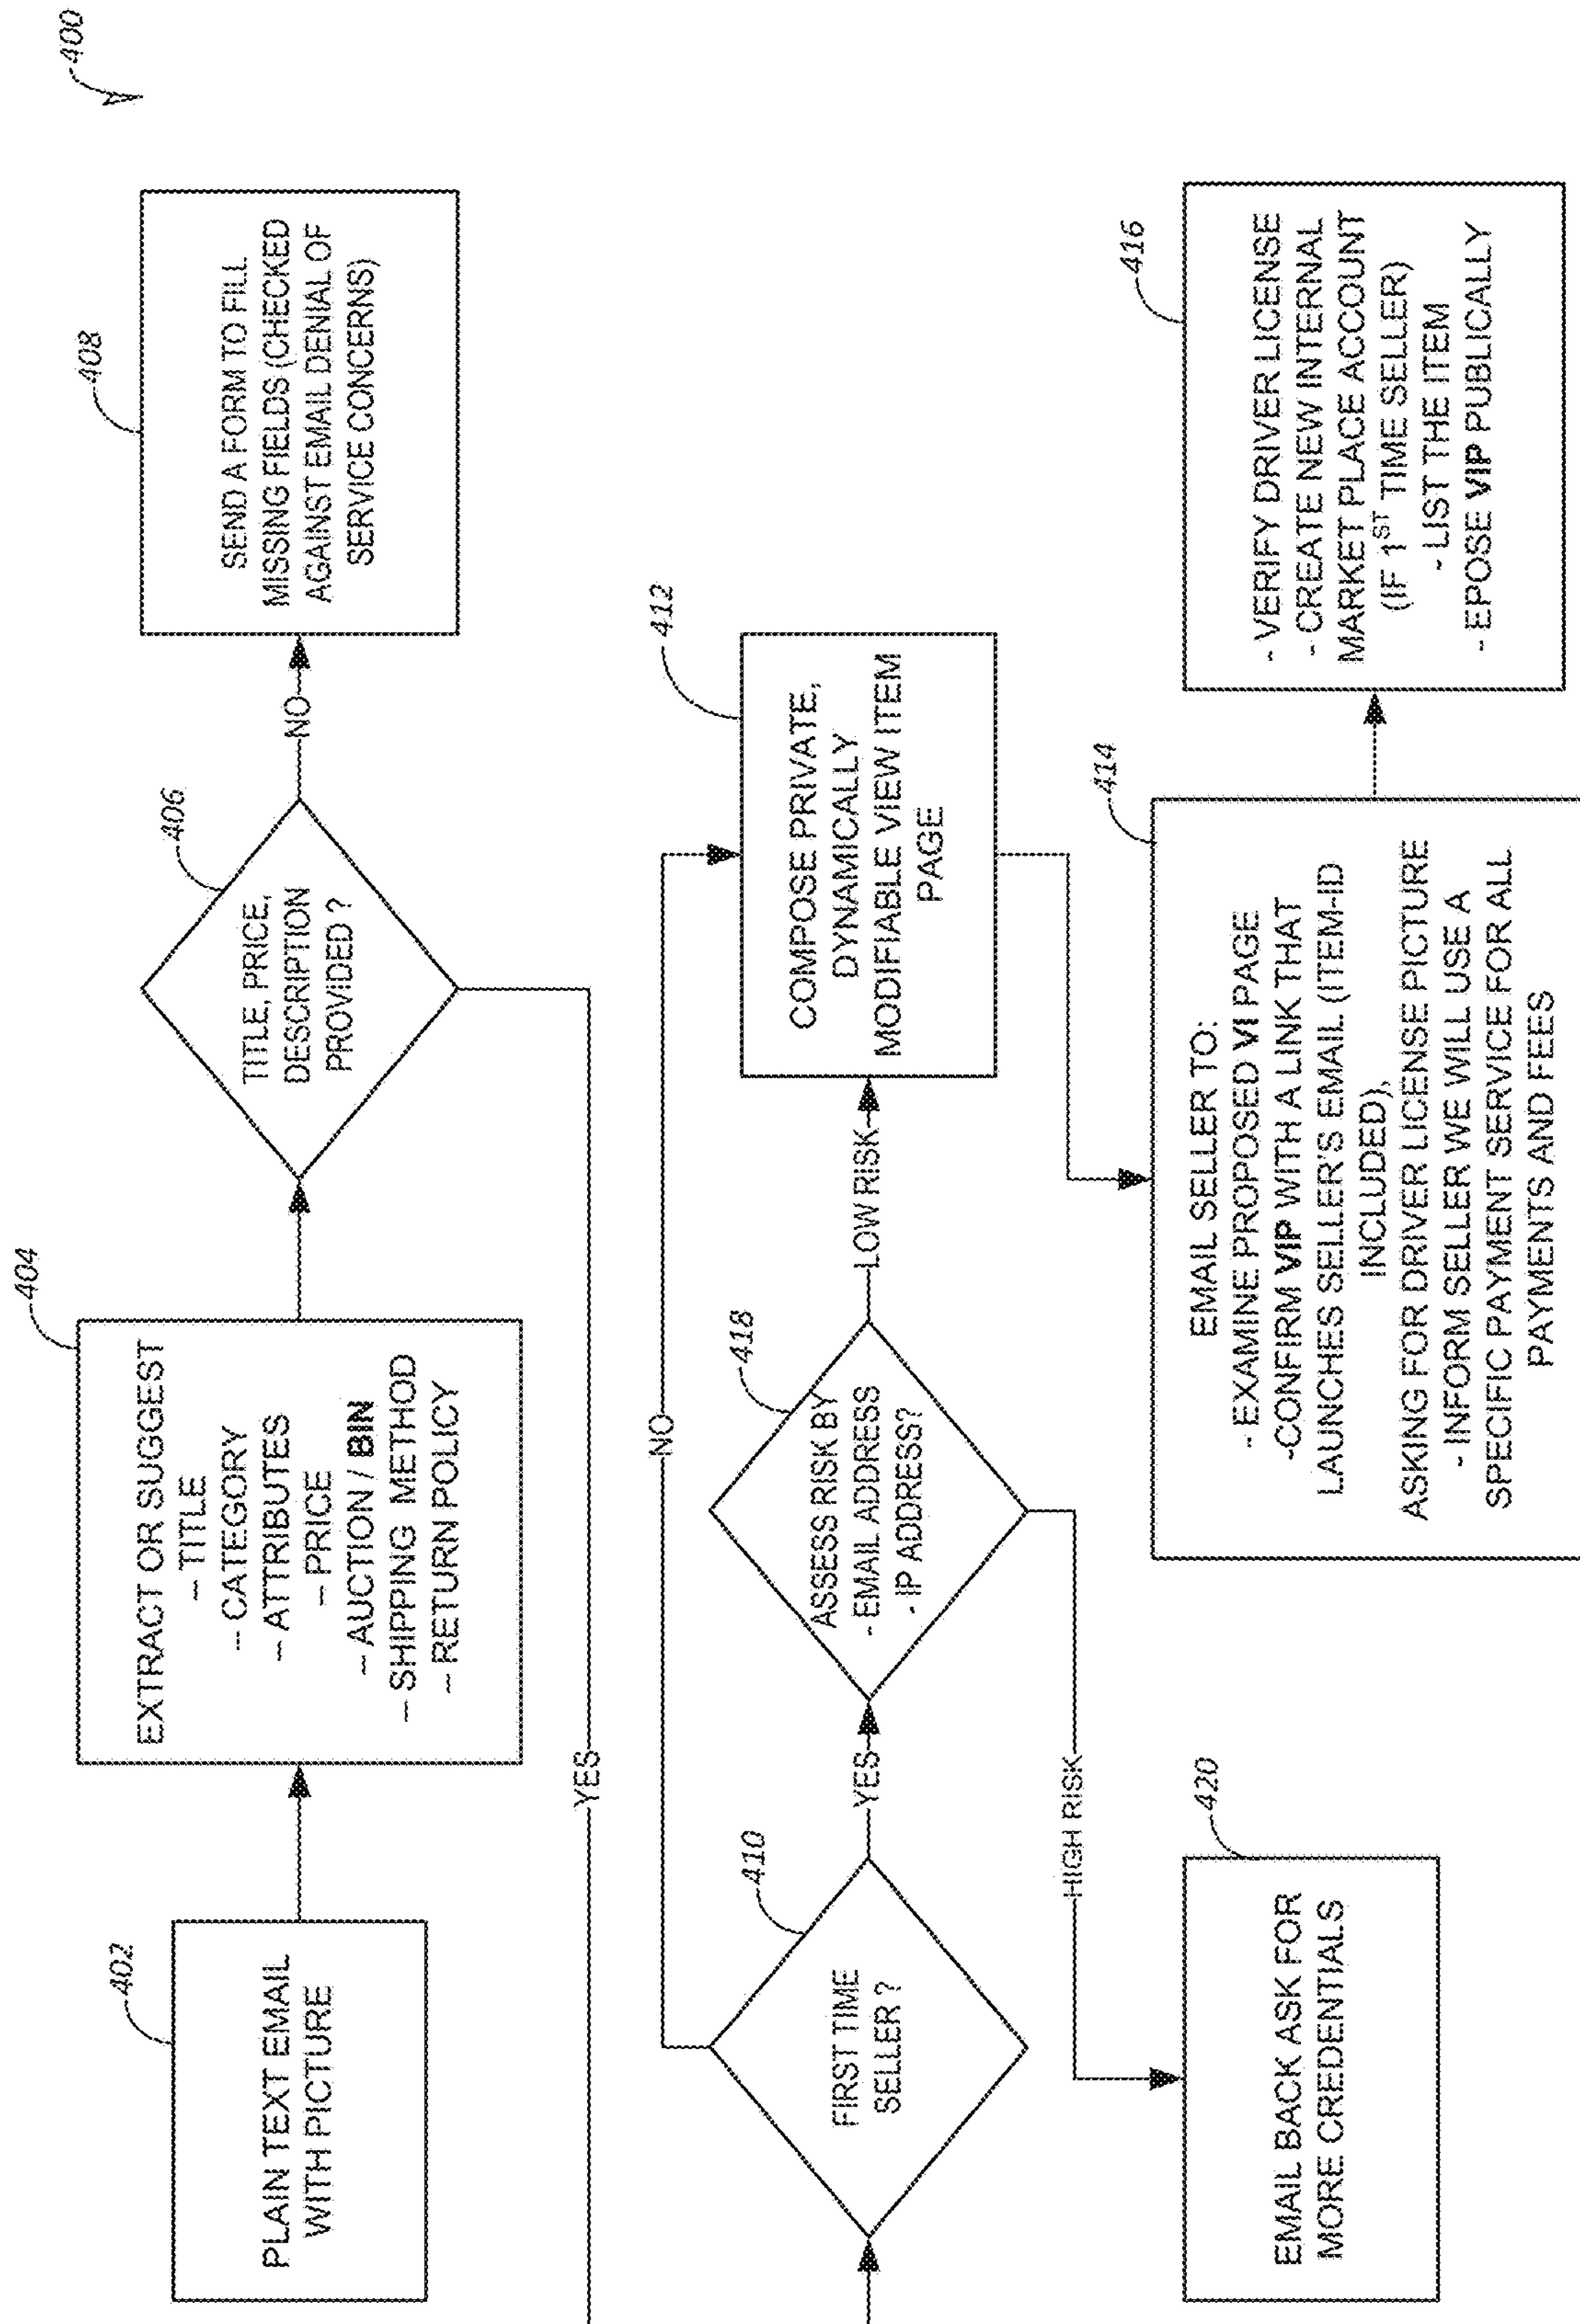 400
402
PLAIN TEXT EMAIL
WITH PICTURE
404
EXTRACT OR SUGGEST
– TITLE
– CATEGORY
– ATTRIBUTES
– PRICE
– AUCTION / BIN
– SHIPPING METHOD
– RETURN POLICY
406
TITLE, PRICE,
DESCRIPTION
PROVIDED ?
NO
408
SEND A FORM TO FILL
MISSING FIELDS (CHECKED
AGAINST EMAIL DENIAL OF
SERVICE CONCERNS)
YES
410
FIRST TIME
SELLER ?
NO
YES
418
ASSESS RISK BY
- EMAIL ADDRESS
- IP ADDRESS?
LOW RISK
HIGH RISK
412
COMPOSE PRIVATE,
DYNAMICALLY
MODIFIABLE VIEW ITEM
PAGE
420
EMAIL BACK ASK FOR
MORE CREDENTIALS
414
EMAIL SELLER TO:
- EXAMINE PROPOSED VI PAGE
-CONFIRM VIP WITH A LINK THAT
LAUNCHES SELLER'S EMAIL (ITEM-ID
INCLUDED),
ASKING FOR DRIVER LICENSE PICTURE
- INFORM SELLER WE WILL USE A
SPECIFIC PAYMENT SERVICE FOR ALL
PAYMENTS AND FEES
416
- VERIFY DRIVER LICENSE
- CREATE NEW INTERNAL
MARKET PLACE ACCOUNT
(IF 1ST TIME SELLER)
- LIST THE ITEM
- EPOSE VIP PUBLICALLY